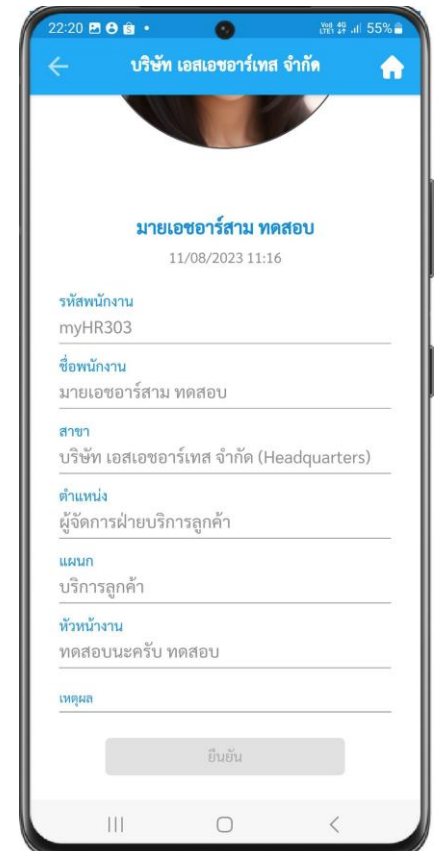 22:20 55%
บริษัท เอสเอชอาร์เทส จำกัด
มายเอชอาร์สาม ทดสอบ
11/08/2023 11:16
รหัสพนักงาน
myHR303
ชื่อพนักงาน
มายเอชอาร์สาม ทดสอบ
สาขา
บริษัท เอสเอชอาร์เทส จำกัด (Headquarters)
ตำแหน่ง
ผู้จัดการฝ่ายบริการลูกค้า
แผนก
บริการลูกค้า
หัวหน้างาน
ทดสอบนะครับ ทดสอบ
เหตุผล
ยืนยัน